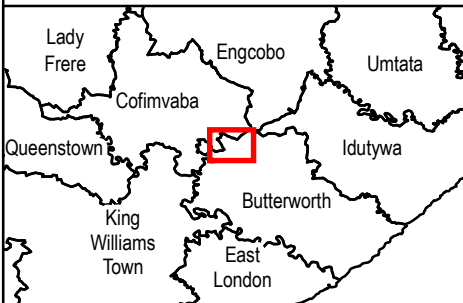 Lady
Frere
Engcobo
Umtata
Cofimvaba
Queenstown
Idutywa
Butterworth
King
Williams
Town
East
London